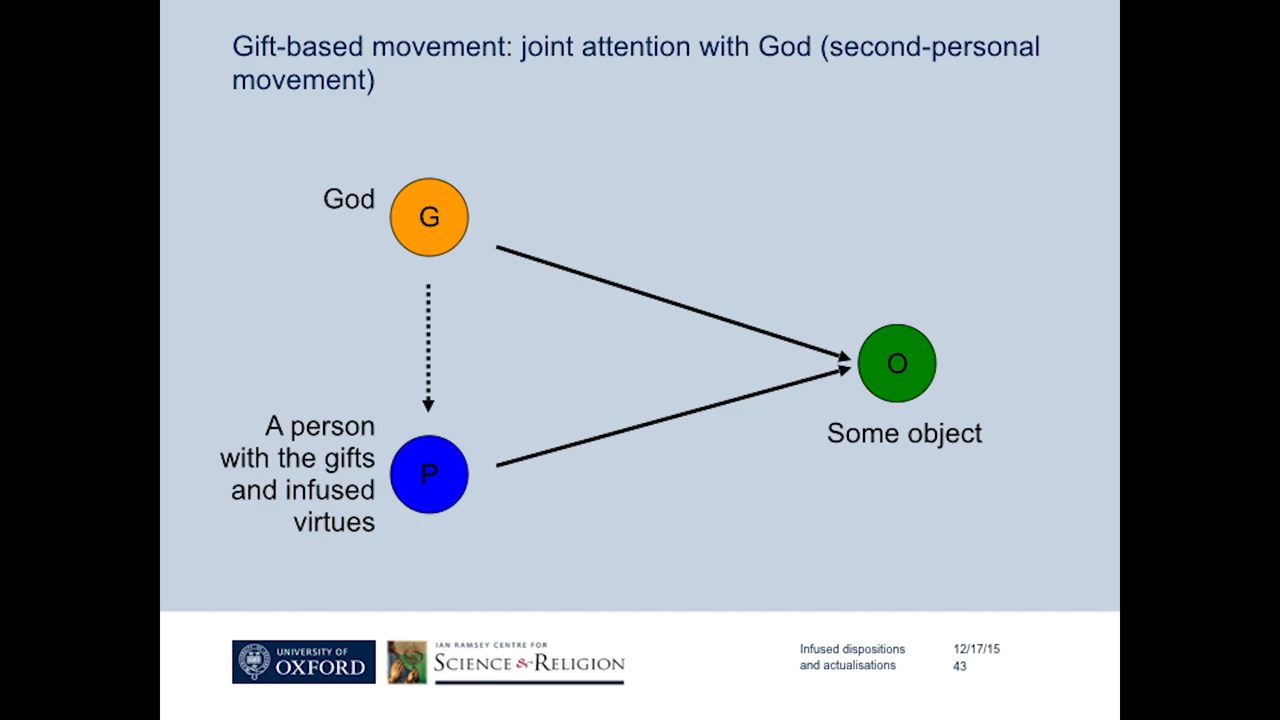 Gift-based movement: joint attention with God (second-personal
movement)
God
G
O
Some object
A person
with the gifts
and infused
virtues
P
UNIVERSITY OF
OXFORD
IAN RAMSEY CENTRE FOR
SCIENCE & RELIGION
Infused dispositions
and actualisations
12/17/15
43